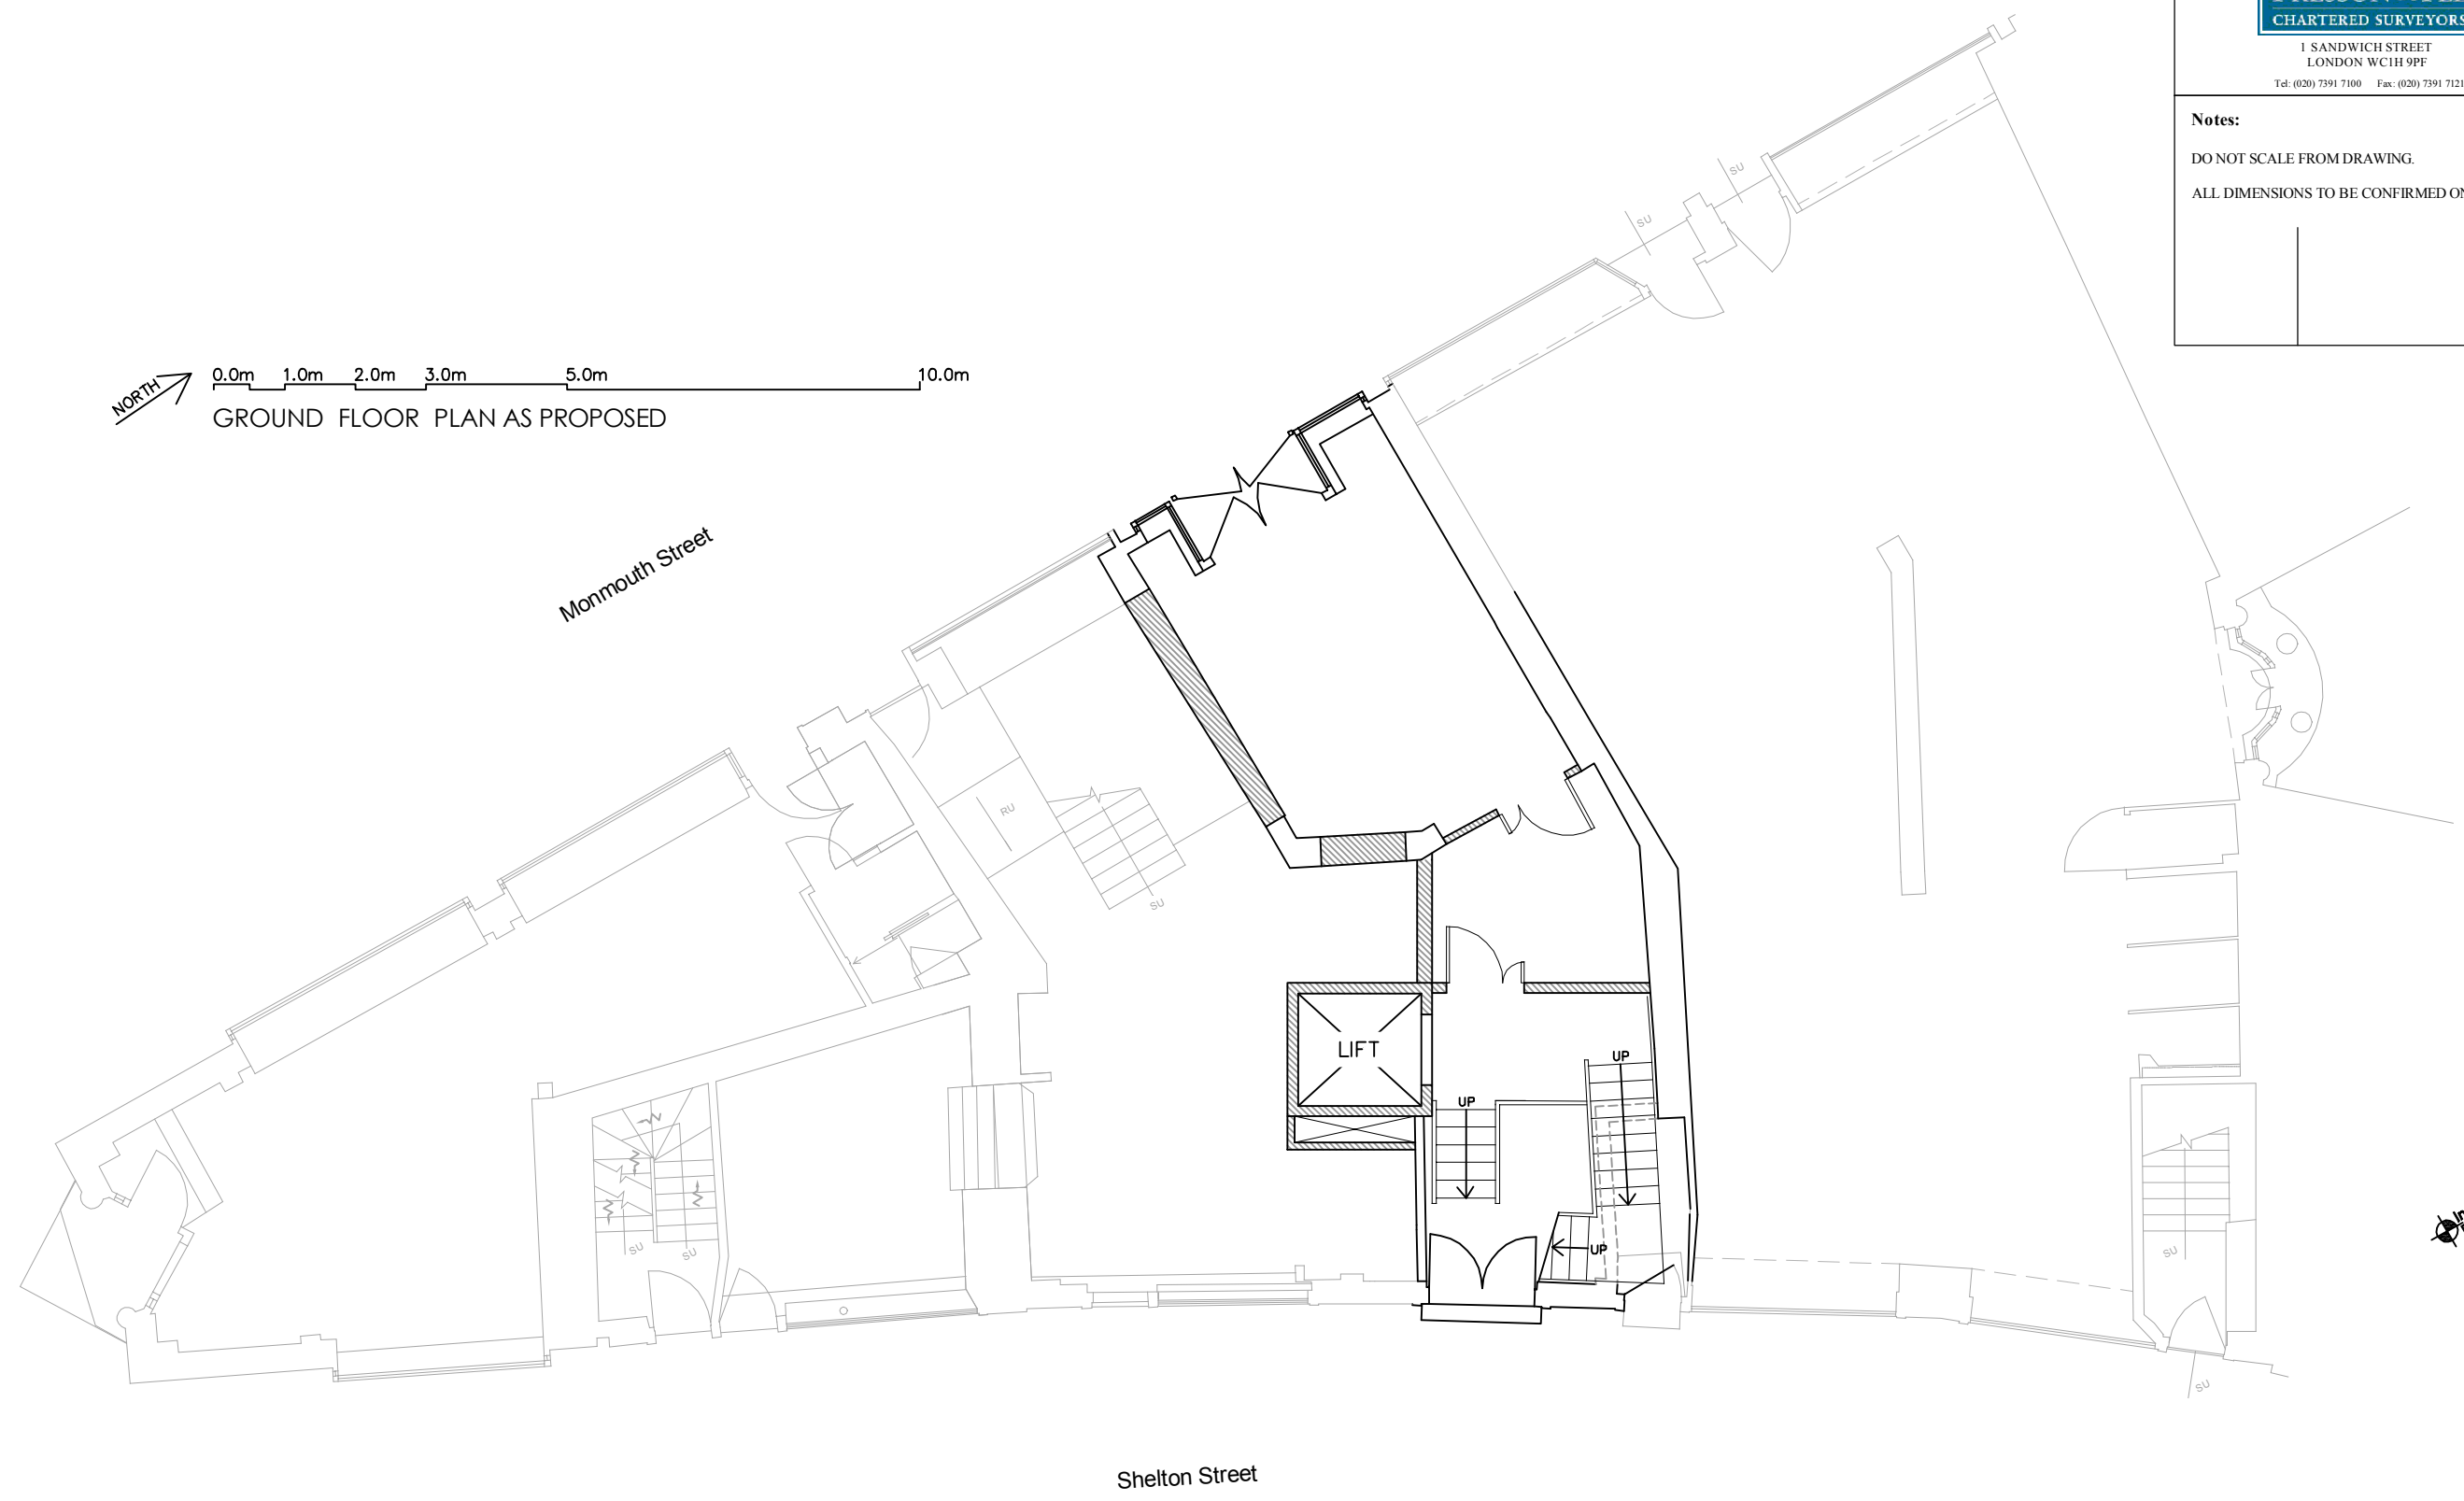 CHARTERED SURVEYORS
1 SANDWICH STREET
LONDON WC1H 9PF
Tel: (020) 7391 7100 Fax: (020) 7391 7121
Notes:
DO NOT SCALE FROM DRAWING.
ALL DIMENSIONS TO BE CONFIRMED
SU
SU
NORTH
0.0m 1.0m 2.0m 3.0m 5.0m 10.0m
GROUND FLOOR PLAN AS PROPOSED
Monmouth Street
RU
SU
LIFT
UP
UP
UP
SU
SU
SU
SU
Shelton Street